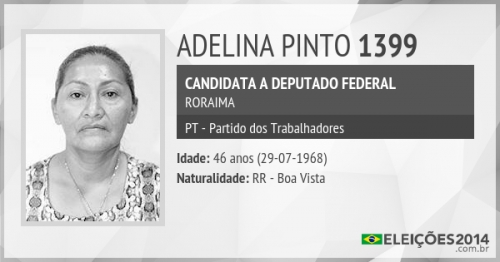 ADELINA PINTO 1399
CANDIDATA A DEPUTADO FEDERAL
RORAIMA
PT - Partido dos Trabalhadores
Idade: 46 anos (29-07-1968)
Naturalidade: RR - Boa Vista
ELEIÇÕES2014
.com.br